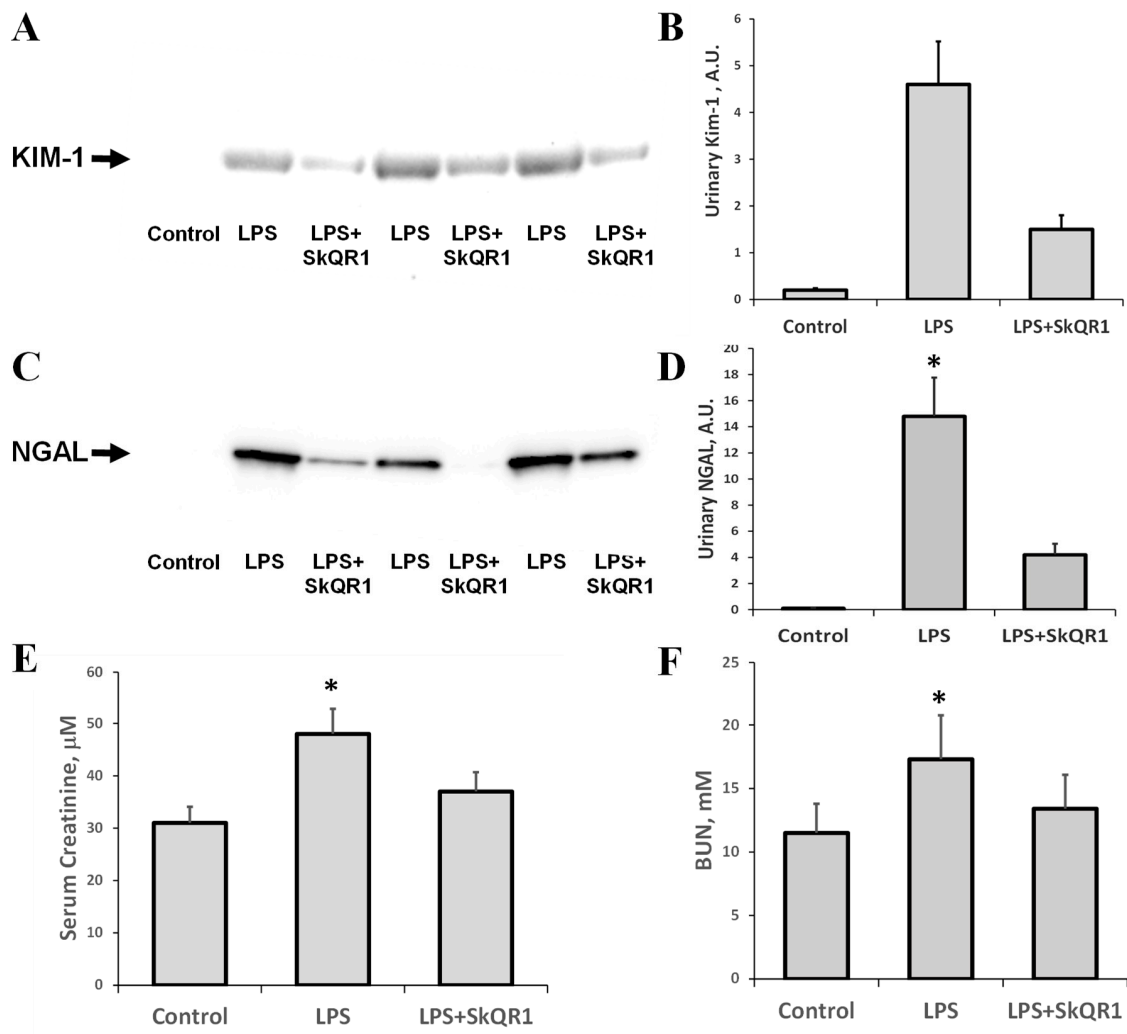 A
KIM-1
Control LPS LPS+ LPS LPS+ LPS LPS+
SkQR1 SkQR1 SkQR1
B
Urinary Kim-1 , A.U.
6
5
4
3
2
1
0
Control LPS LPS+SkQR1
C
NGAL
Control LPS LPS+ LPS LPS+ LPS LPS+
SkQR1 SkQR1 SkQR1
D
Urinary NGAL, A.U.
20
18
16
14
12
10
8
6
4
2
0
*
Control LPS LPS+SkQR1
E
Serum Creatinine, μM
60
50
40
30
20
10
0
*
Control LPS LPS+SkQR1
F
BUN, mM
25
20
15
10
5
0
*
Control LPS LPS+SkQR1